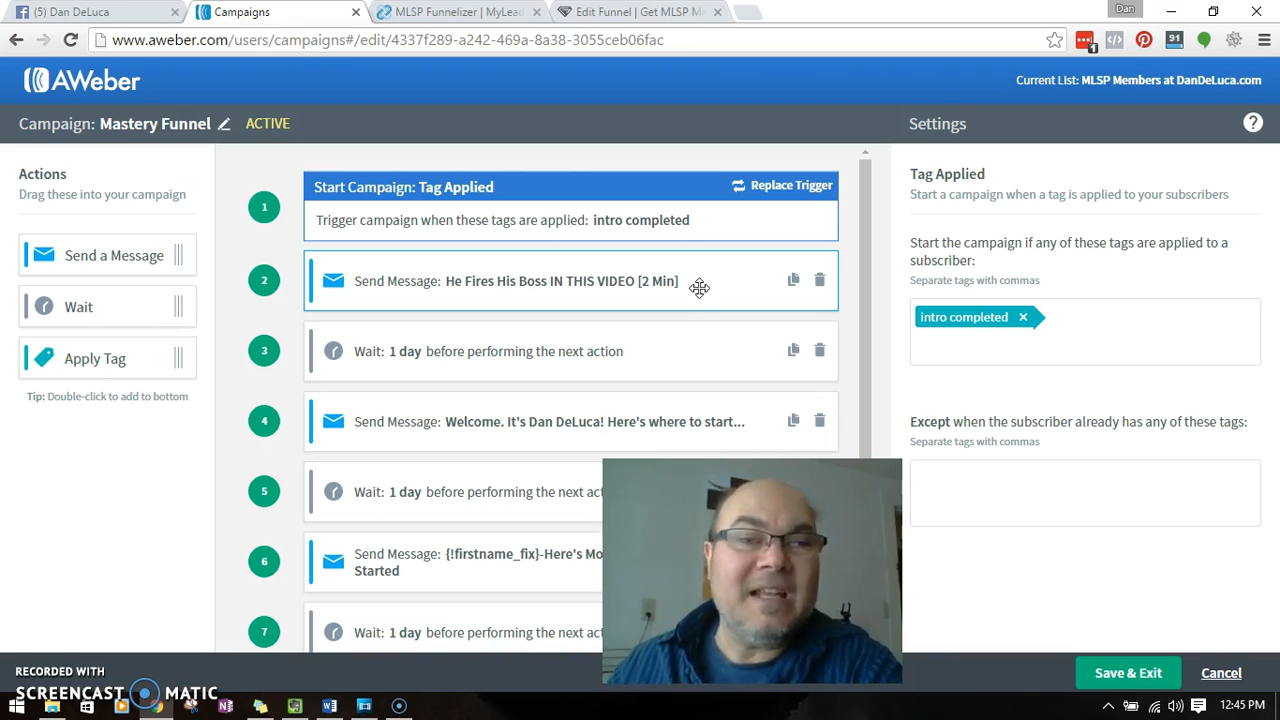 (5) Dan DeLuca
Campaigns
MLSP Funnelizer | MyLead
Edit Funnel | Get MLSP M
Dan
www.aweber.com/users/campaigns#/edit/4337f289-a242-469a-8a38-3055ceb06fac
1
91
AWeber
Current List: MLSP Members at DanDeLuca.com
Campaign: Mastery Funnel
ACTIVE
Settings
?
Actions
Drag these into your campaign
Send a Message
Wait
Apply Tag
Tip: Double-click to add to bottom
1
Start Campaign: Tag Applied
Replace Trigger
Trigger campaign when these tags are applied: intro completed
2
Send Message: He Fires His Boss IN THIS VIDEO [2 Min]
3
Wait: 1 day before performing the next action
4
Send Message: Welcome. It's Dan DeLuca! Here's where to start...
5
Wait: 1 day before performing the next act
6
Send Message: {!firstname_fix}-Here's Mo
Started
7
Wait: 1 day before performing the next act
Tag Applied
Start a campaign when a tag is applied to your subscribers
Start the campaign if any of these tags are applied to a
subscriber:
Separate tags with commas
intro completed
Except when the subscriber already has any of these tags:
Separate tags with commas
Save & Exit
Cancel
RECORDED WITH
SCREENCAST MATIC
12:45 PM